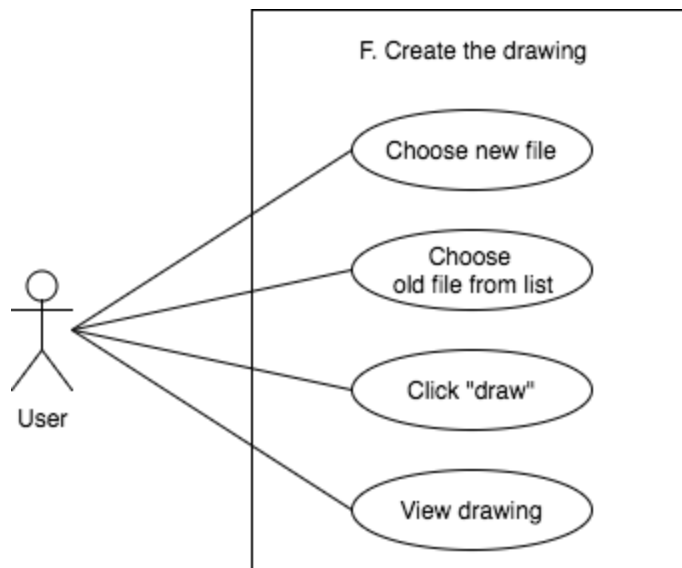 F. Create the drawing
Choose new file
Choose
old file from list
Click "draw"
View drawing
User